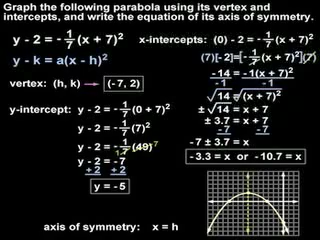 Graph the following parabola using its vertex and
intercepts, and write the equation of its axis of symmetry.
y - 2 = - 1/7 (x + 7)²
y - k = a(x - h)²
vertex: (h, k) → (-7, 2)
y-intercept: y - 2 = - 1/7 (0 + 7)²
y - 2 = - 1/7 (7)²
y - 2 = - 1/7 (49) 7
y - 2 = - 7
+ 2 + 2
y = - 5
x-intercepts: (0) - 2 = - 1/7 (x + 7)²
(7)[-2]=[- 1/7 (x + 7)²](7)
-14 = -1(x + 7)²
-1 -1
√14 = √(x + 7)²
± √14 = x + 7
± 3.7 = x + 7
-7 -7
-7 ± 3.7 = x
- 3.3 = x or - 10.7 = x
axis of symmetry: x = h